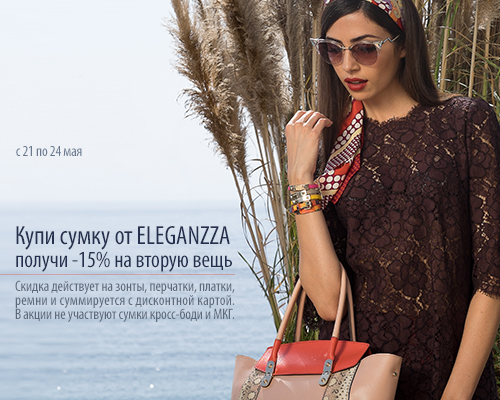 с 21 по 24 мая
Купи сумку от ELEGANZZA
получи -15% на вторую вещь
Скидка действует на зонты, перчатки, платки,
ремни и суммируется с дисконтной картой.
В акции не участвуют сумки кросс-боди и МКГ.